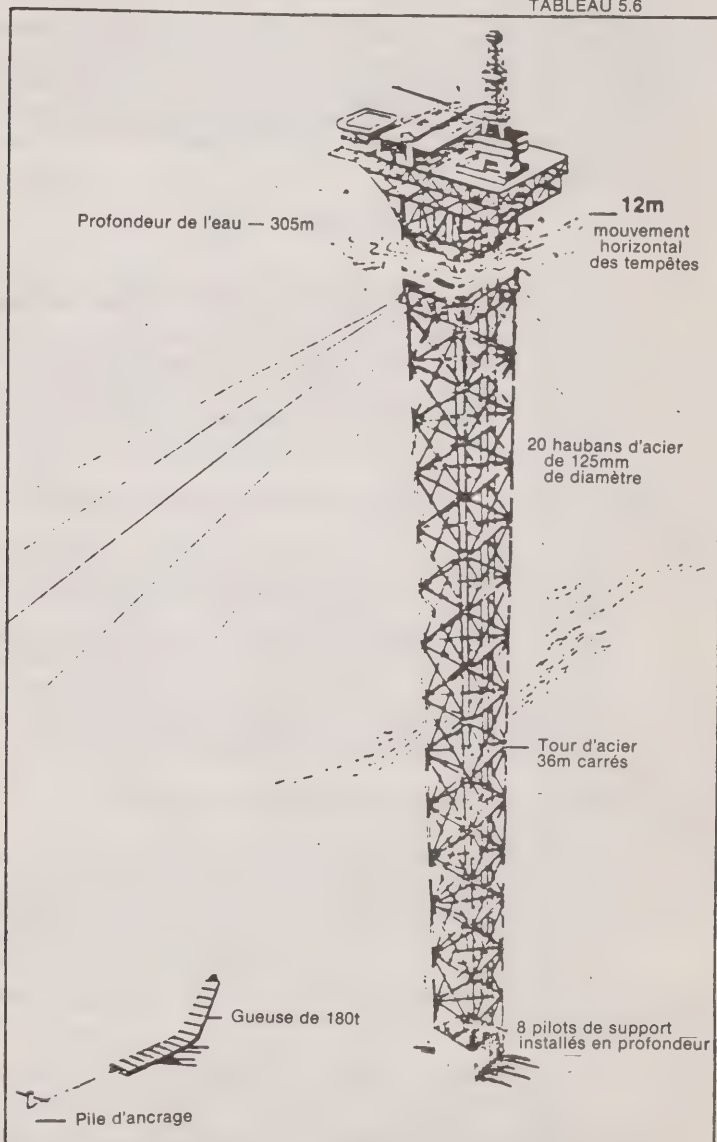 TABLEAU 5.6
Profondeur de l'eau — 305m
12m
mouvement
horizontal
des tempêtes
20 haubans d'acier
de 125mm
de diamètre
Tour d'acier
36m carrés
Gueuse de 180t
8 pilots de support
installés en profondeur
Pile d'ancrage